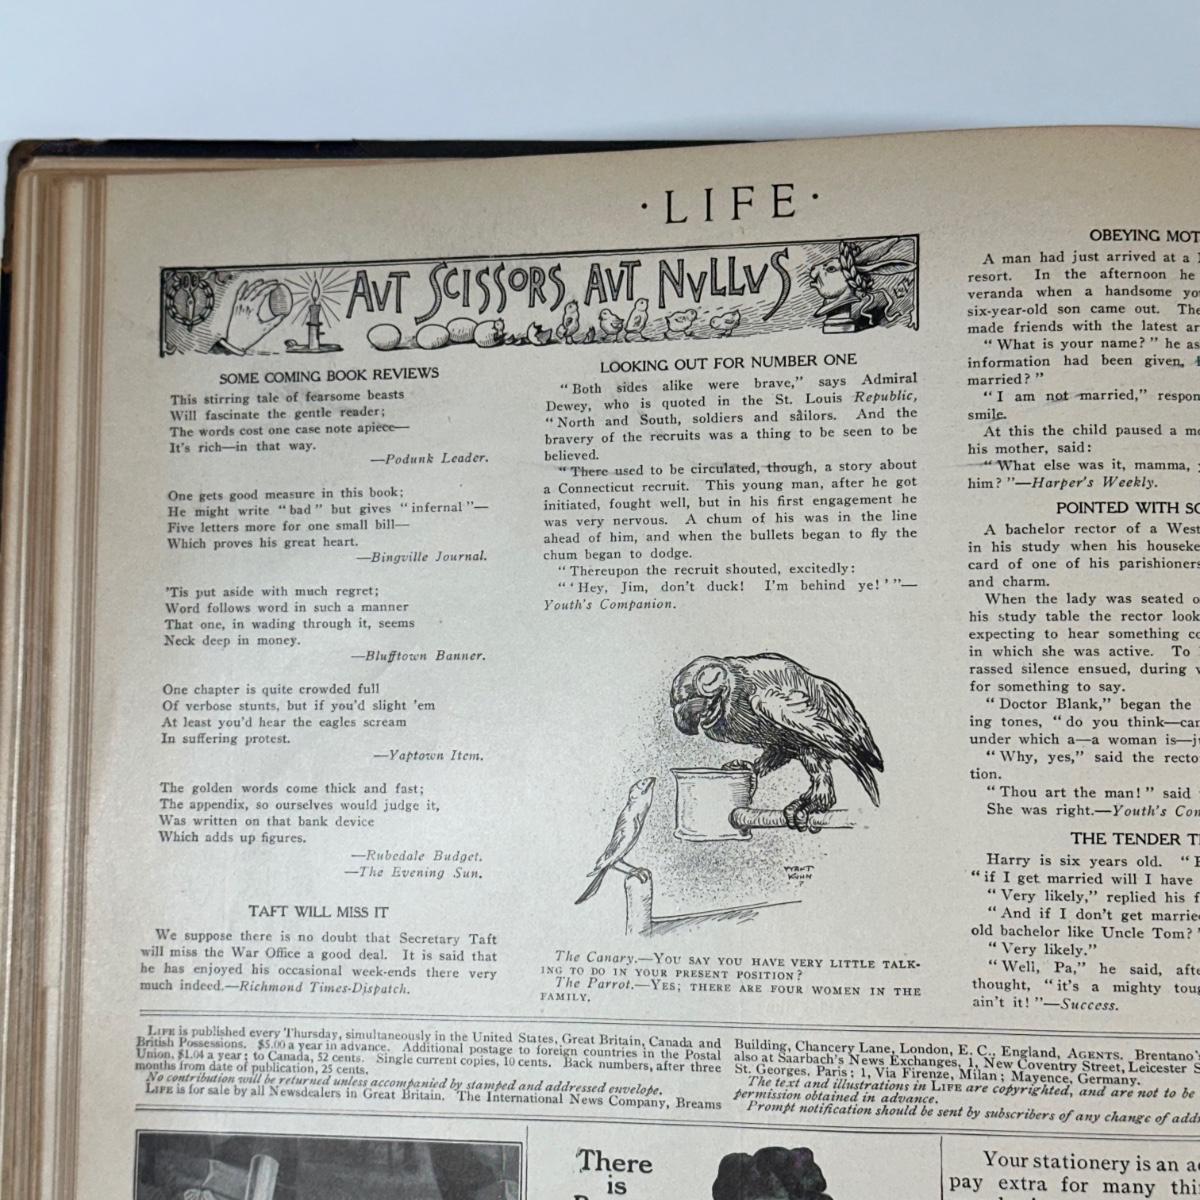 ·LIFE·
AUT SCISSORS AUT NULLUS
SOME COMING BOOK REVIEWS
This stirring tale of fearsome beasts
Will fascinate the gentle reader;
The words cost one case note apiece—
It's rich—in that way.
—Podunk Leader.
One gets good measure in this book;
He might write "bad" but gives "infernal"—
Five letters more for one small bill—
Which proves his great heart.
—Bingville Journal.
'Tis put aside with much regret;
Word follows word in such a manner
That one, in wading through it, seems
Neck deep in money.
—Blufftown Banner.
One chapter is quite crowded full
Of verbose stunts, but if you'd slight 'em
At least you'd hear the eagles scream
In suffering protest.
—Yaptown Item.
The golden words come thick and fast;
The appendix, so ourselves would judge it,
Was written on that bank device
Which adds up figures.
—Rubedale Budget.
—The Evening Sun.
TAFT WILL MISS IT
We suppose there is no doubt that Secretary Taft
will miss the War Office a good deal. It is said that
he has enjoyed his occasional week-ends there very
much indeed.—Richmond Times-Dispatch.
LOOKING OUT FOR NUMBER ONE
"Both sides alike were brave," says Admiral
Dewey, who is quoted in the St. Louis Republic,
"North and South, soldiers and sailors. And the
bravery of the recruits was a thing to be seen to be
believed.
"There used to be circulated, though, a story about
a Connecticut recruit. This young man, after he got
initiated, fought well, but in his first engagement he
was very nervous. A chum of his was in the line
ahead of him, and when the bullets began to fly the
chum began to dodge.
"Thereupon the recruit shouted, excitedly:
"'Hey, Jim, don't duck! I'm behind ye!'"—
Youth's Companion.
The Canary.—YOU SAY YOU HAVE VERY LITTLE TALK-
ING TO DO IN YOUR PRESENT POSITION?
The Parrot.—YES; THERE ARE FOUR WOMEN IN THE
FAMILY.
OBEYING MOT
A man had just arrived at a
resort. In the afternoon he
veranda when a handsome yo
six-year-old son came out. The
made friends with the latest ar
"What is your name?" he as
information had been given,
married?"
"I am not married," respon
smile.
At this the child paused a mo
his mother, said:
"What else was it, mamma,
him?"—Harper's Weekly.
POINTED WITH SC
A bachelor rector of a West
in his study when his houseke
card of one of his parishioners
and charm.
When the lady was seated o
his study table the rector look
expecting to hear something co
in which she was active. To
rassed silence ensued, during
for something to say.
"Doctor Blank," began the
ing tones, "do you think—can
under which a—a woman is—j
"Why, yes," said the recto
tion.
"Thou art the man!" said
She was right.—Youth's Com
THE TENDER T
Harry is six years old. "P
"if I get married will I have
"Very likely," replied his f
"And if I don't get marrie
old bachelor like Uncle Tom?"
"Very likely."
"Well, Pa," he said, afte
thought, "it's a mighty toug
ain't it!"—Success.
LIFE is published every Thursday, simultaneously in the United States, Great Britain, Canada and
British Possessions. $5.00 a year in advance. Additional postage to foreign countries in the Postal
Union, $1.04 a year; to Canada, 52 cents. Single current copies, 10 cents. Back numbers, after three
months from date of publication, 25 cents.
No contribution will be returned unless accompanied by stamped and addressed envelope.
LIFE is for sale by all Newsdealers in Great Britain. The International News Company, Breams
Building, Chancery Lane, London, E. C., England, AGENTS. Brentano's
also at Saarbach's News Exchanges, 1, New Coventry Street, Leicester S
St. Georges, Paris; 1, Via Firenze, Milan; Mayence, Germany.
The text and illustrations in LIFE are copyrighted, and are not to be
permission obtained in advance.
Prompt notification should be sent by subscribers of any change of add
There
is
Your stationery is an a
pay extra for many thi